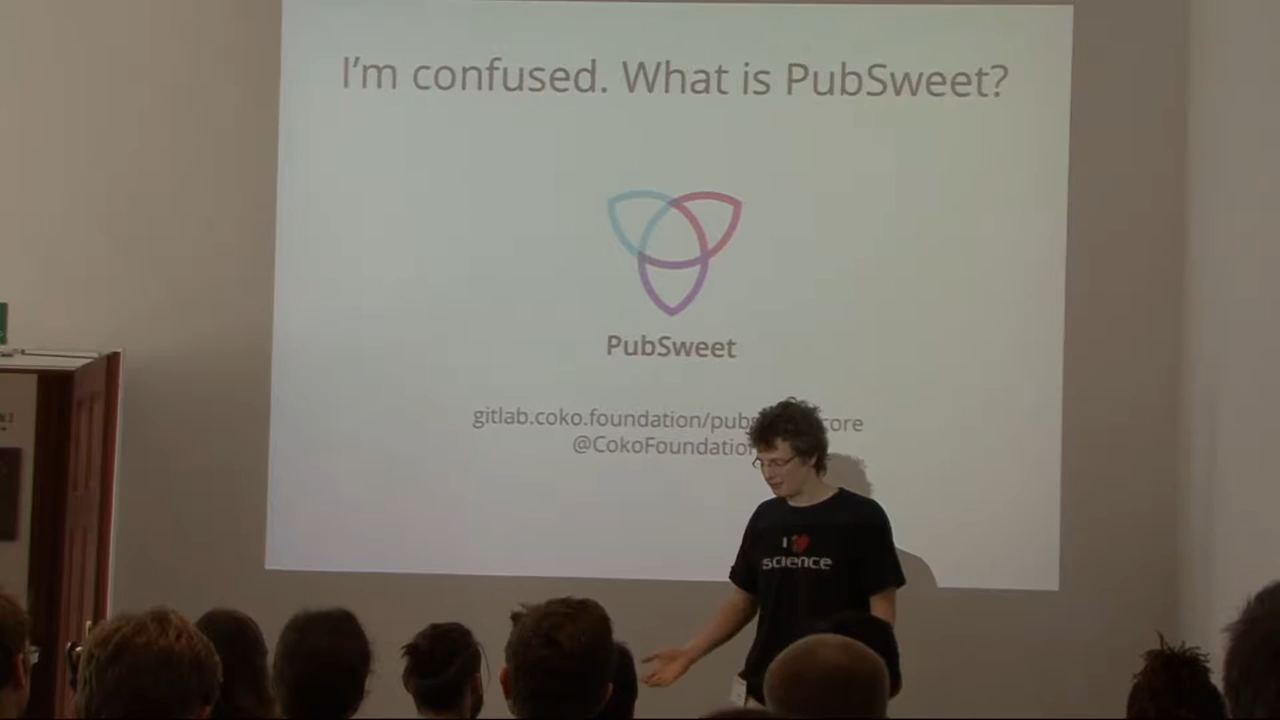 I'm confused. What is PubSweet?
PubSweet
gitlab.coko.foundation/pub core
@CokoFoundation
I
science